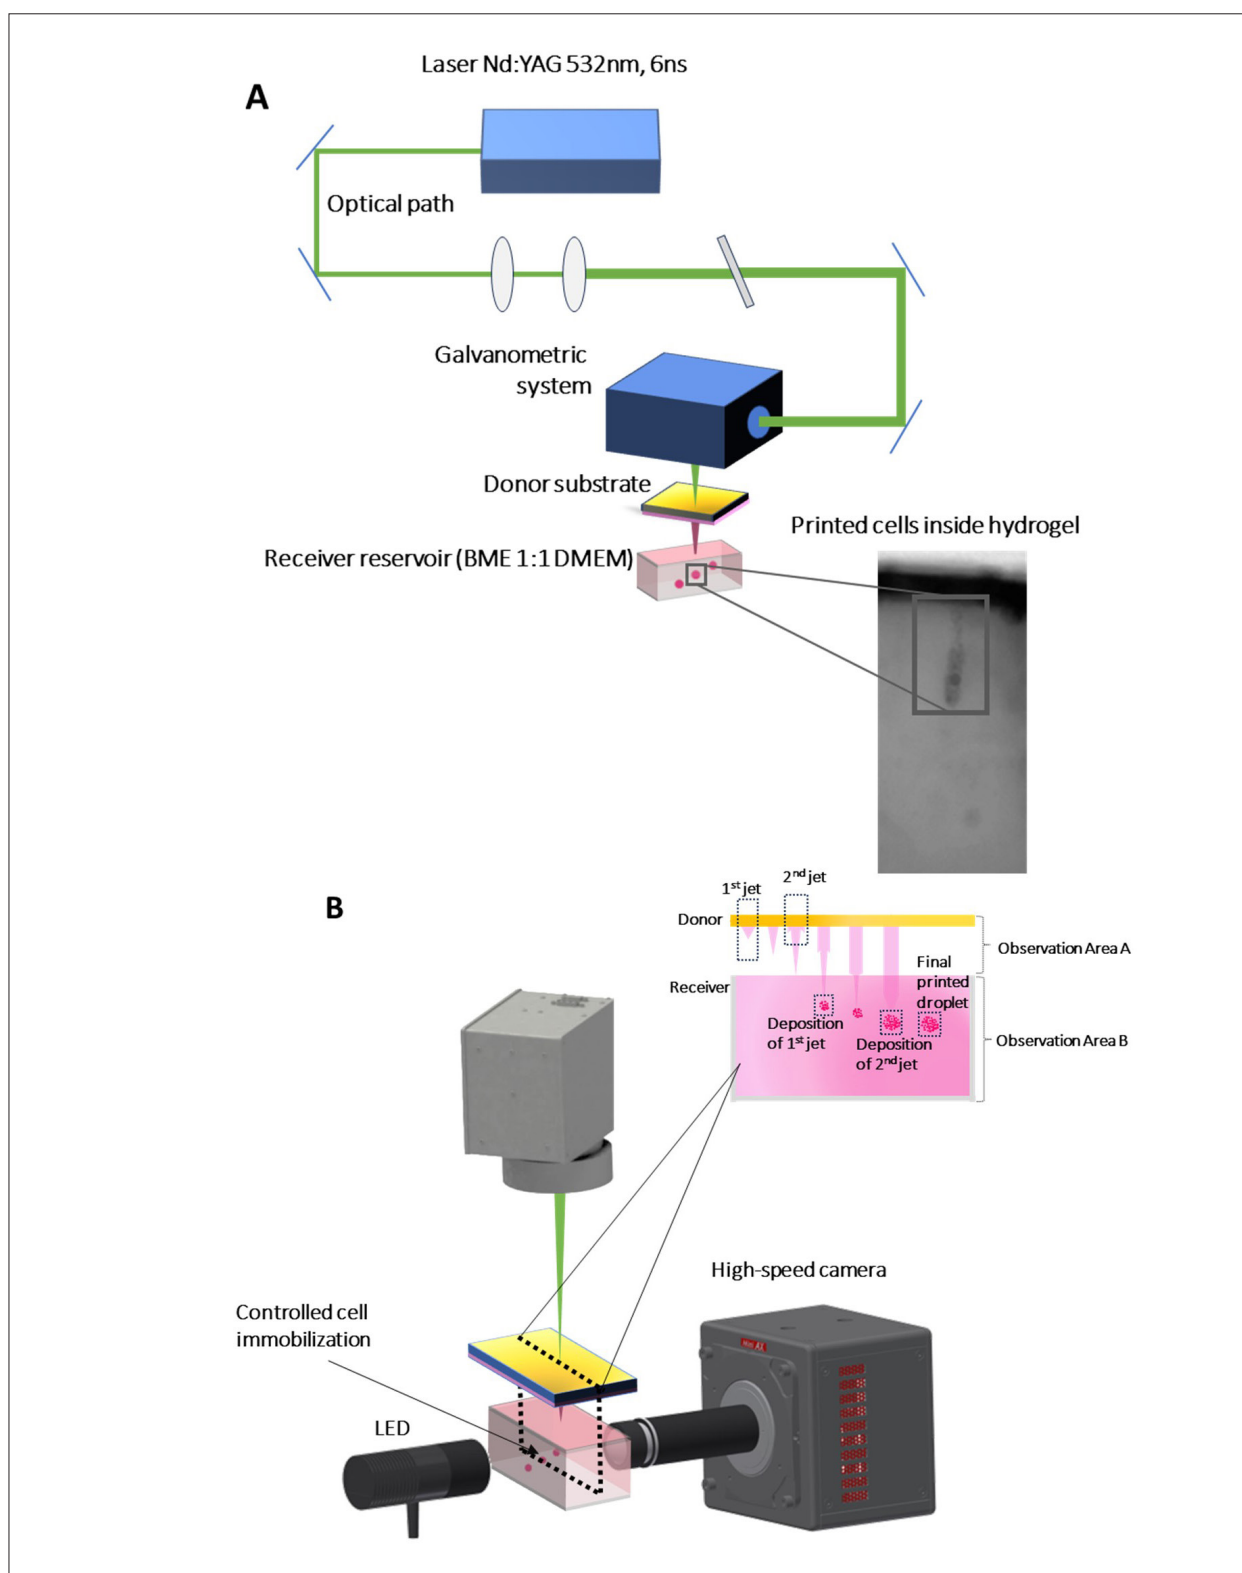 A
Laser Nd:YAG 532nm, 6ns
Optical path
Galvanometric
system
Donor substrate
Printed cells inside hydrogel
Receiver reservoir (BME 1:1 DMEM)
B
1st jet
2nd jet
Donor
Observation Area A
Receiver
Final
printed
droplet
Deposition
of 1st jet
Deposition
of 2nd jet
Observation Area B
High-speed camera
Controlled cell
immobilization
LED